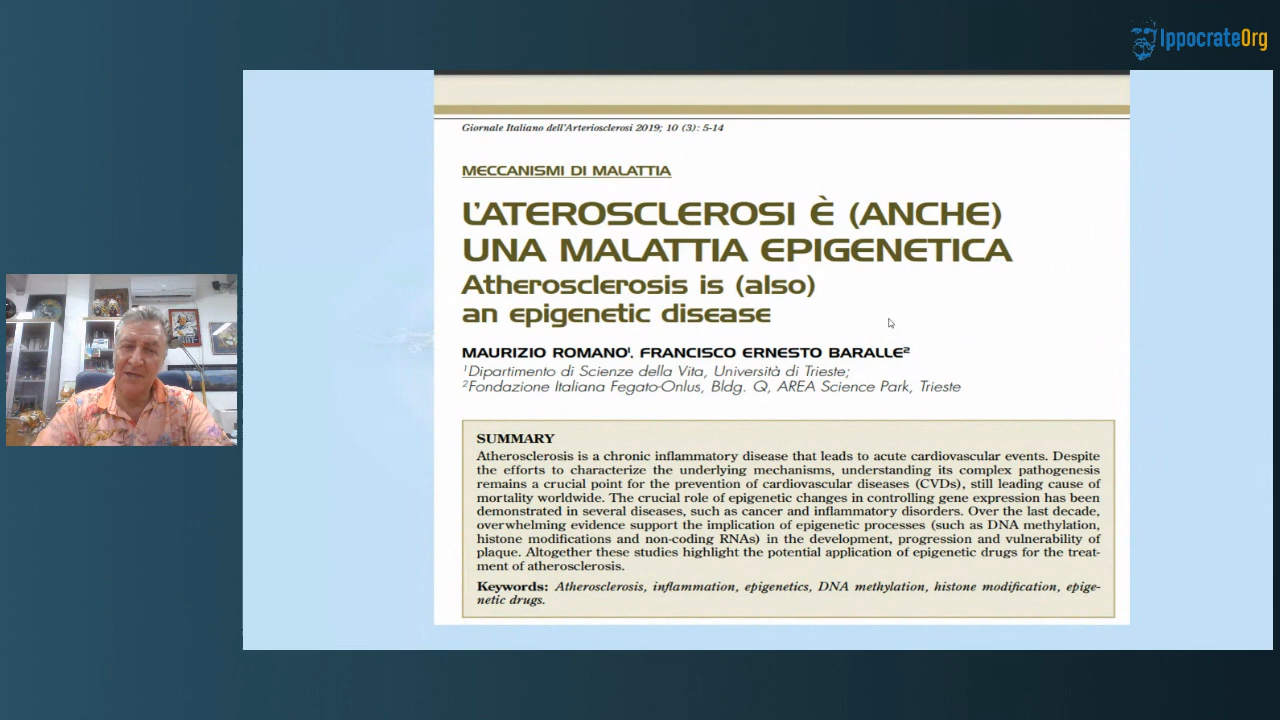 IppocrateOrg
Giornale Italiano dell'Arteriosclerosi 2019; 10 (3): 5-14
MECCANISMI DI MALATTIA
L'ATEROSCLEROSI È (ANCHE)
UNA MALATTIA EPIGENETICA
Atherosclerosis is (also)
an epigenetic disease
MAURIZIO ROMANO¹, FRANCISCO ERNESTO BARALLE²
¹Dipartimento di Scienze della Vita, Università di Trieste;
²Fondazione Italiana Fegato-Onlus, Bldg. Q, AREA Science Park, Trieste
SUMMARY
Atherosclerosis is a chronic inflammatory disease that leads to acute cardiovascular events. Despite
the efforts to characterize the underlying mechanisms, understanding its complex pathogenesis
remains a crucial point for the prevention of cardiovascular diseases (CVDs), still leading cause of
mortality worldwide. The crucial role of epigenetic changes in controlling gene expression has been
demonstrated in several diseases, such as cancer and inflammatory disorders. Over the last decade,
overwhelming evidence support the implication of epigenetic processes (such as DNA methylation,
histone modifications and non-coding RNAs) in the development, progression and vulnerability of
plaque. Altogether these studies highlight the potential application of epigenetic drugs for the treat-
ment of atherosclerosis.
Keywords: Atherosclerosis, inflammation, epigenetics, DNA methylation, histone modification, epige-
netic drugs.